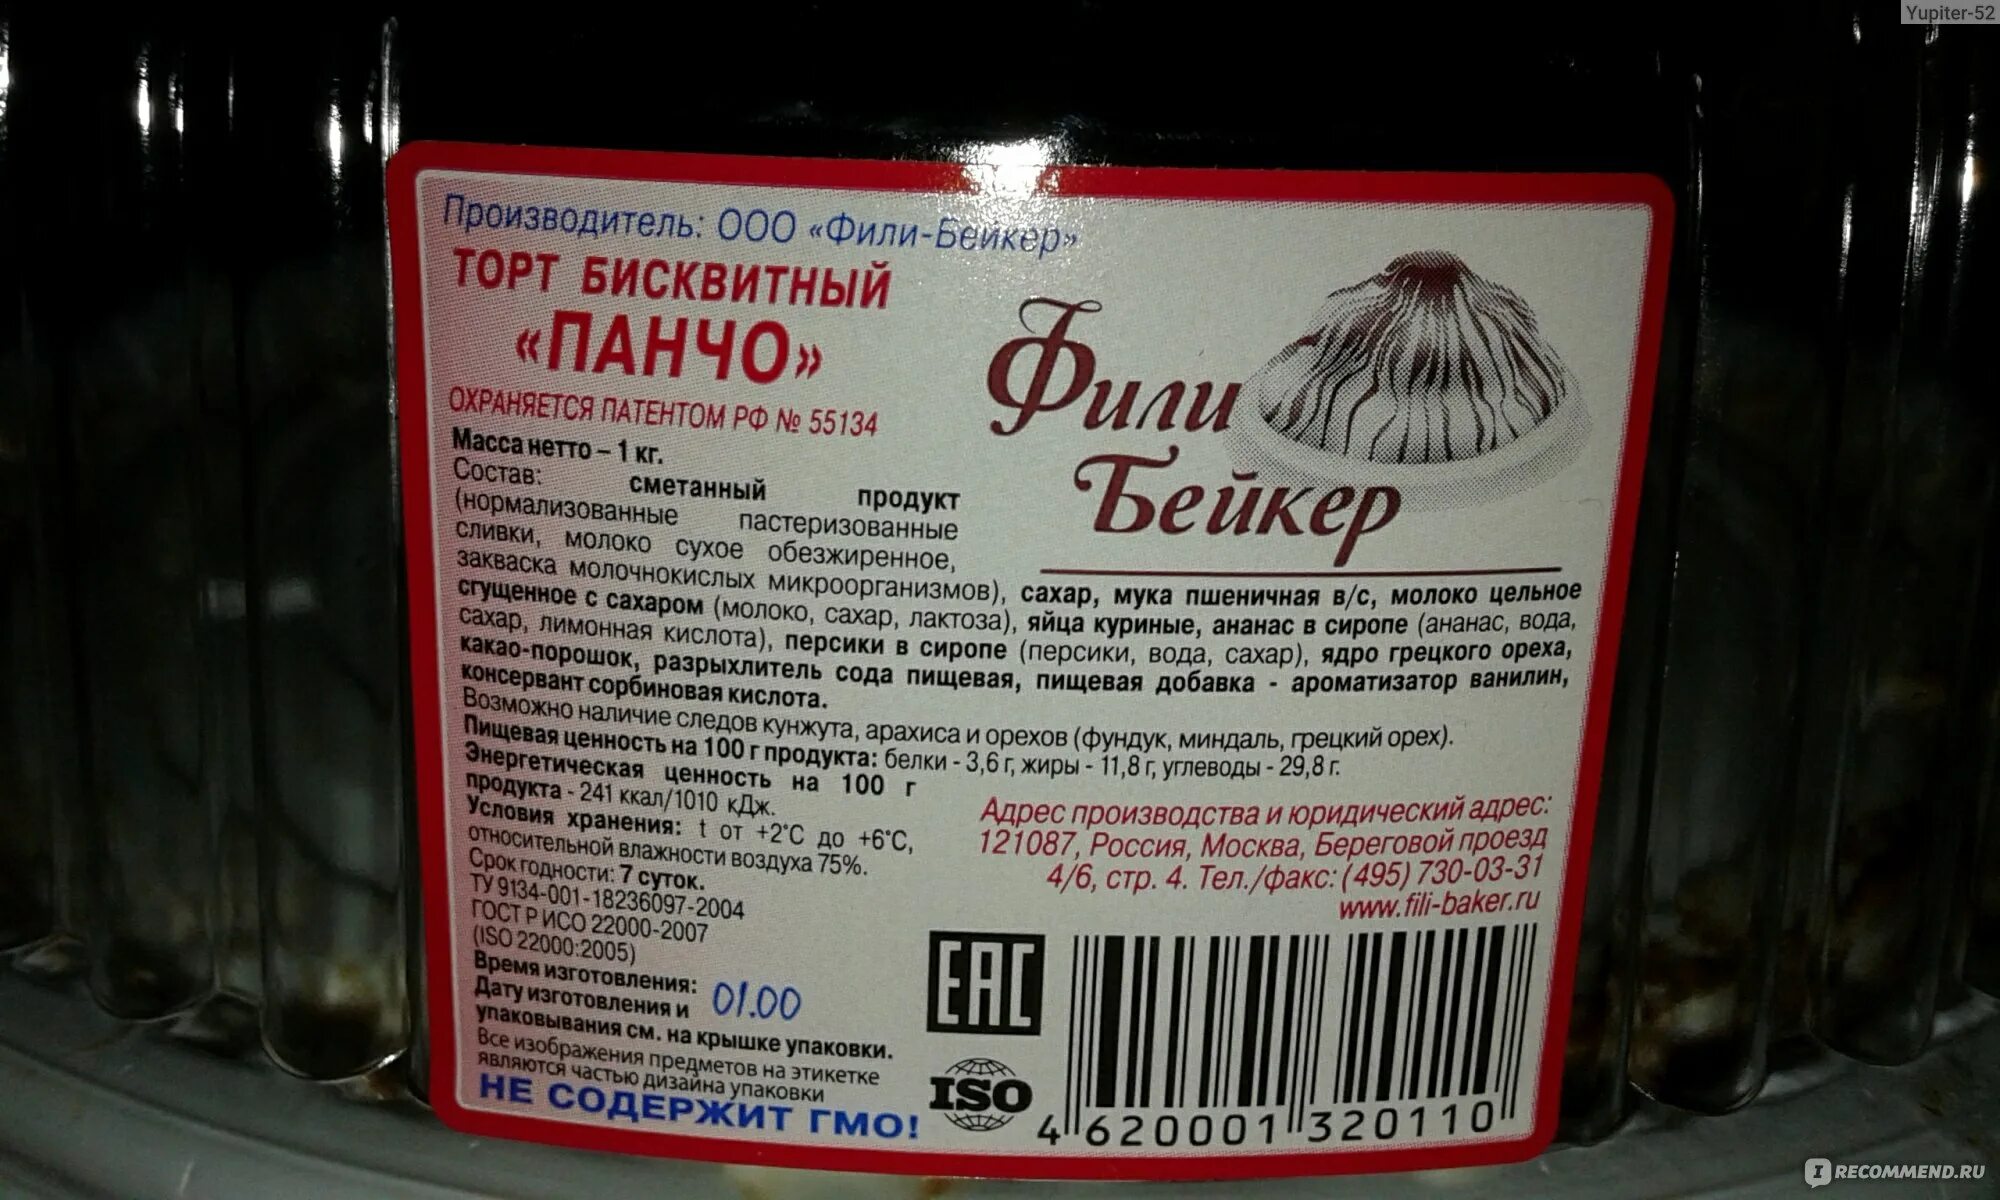 Yupiter-52
Производитель: ООО «Фили-Бейкер»
ТОРТ БИСКВИТНЫЙ
«ПАНЧО»
ОХРАНЯЕТСЯ ПАТЕНТОМ РФ № 55134
Фили
Бейкер
Масса нетто – 1 кг.
Состав: сметанный продукт
(нормализованные пастеризованные
сливки, молоко сухое обезжиренное,
закваска молочнокислых микроорганизмов), сахар, мука пшеничная в/с, молоко цельное
сгущенное с сахаром (молоко, сахар, лактоза), яйца куриные, ананас в сиропе (ананас, вода,
сахар, лимонная кислота), персики в сиропе (персики, вода, сахар), ядро грецкого ореха,
какао-порошок, разрыхлитель сода пищевая, пищевая добавка - ароматизатор ванилин,
консервант сорбиновая кислота.
Возможно наличие следов кунжута, арахиса и орехов (фундук, миндаль, грецкий орех).
Пищевая ценность на 100 г продукта: белки - 3,6 г, жиры - 11,8 г, углеводы - 29,8 г.
Энергетическая ценность на 100 г
продукта - 241 ккал/1010 кДж.
Условия хранения: t от +2°С до +6°С,
относительной влажности воздуха 75%.
Срок годности: 7 суток.
ТУ 9134-001-18236097-2004
ГОСТ Р ИСО 22000-2007
(ISO 22000:2005)
Время изготовления: 01.00
Дату изготовления и
упаковывания см. на крышке упаковки.
Все изображения предметов на этикетке
являются частью дизайна упаковки
НЕ СОДЕРЖИТ ГМО!
Адрес производства и юридический адрес:
121087, Россия, Москва, Береговой проезд
4/6, стр. 4. Тел./факс: (495) 730-03-31
www.fili-baker.ru
EAC
ISO
4 620001 320110
IRECOMMEND.RU